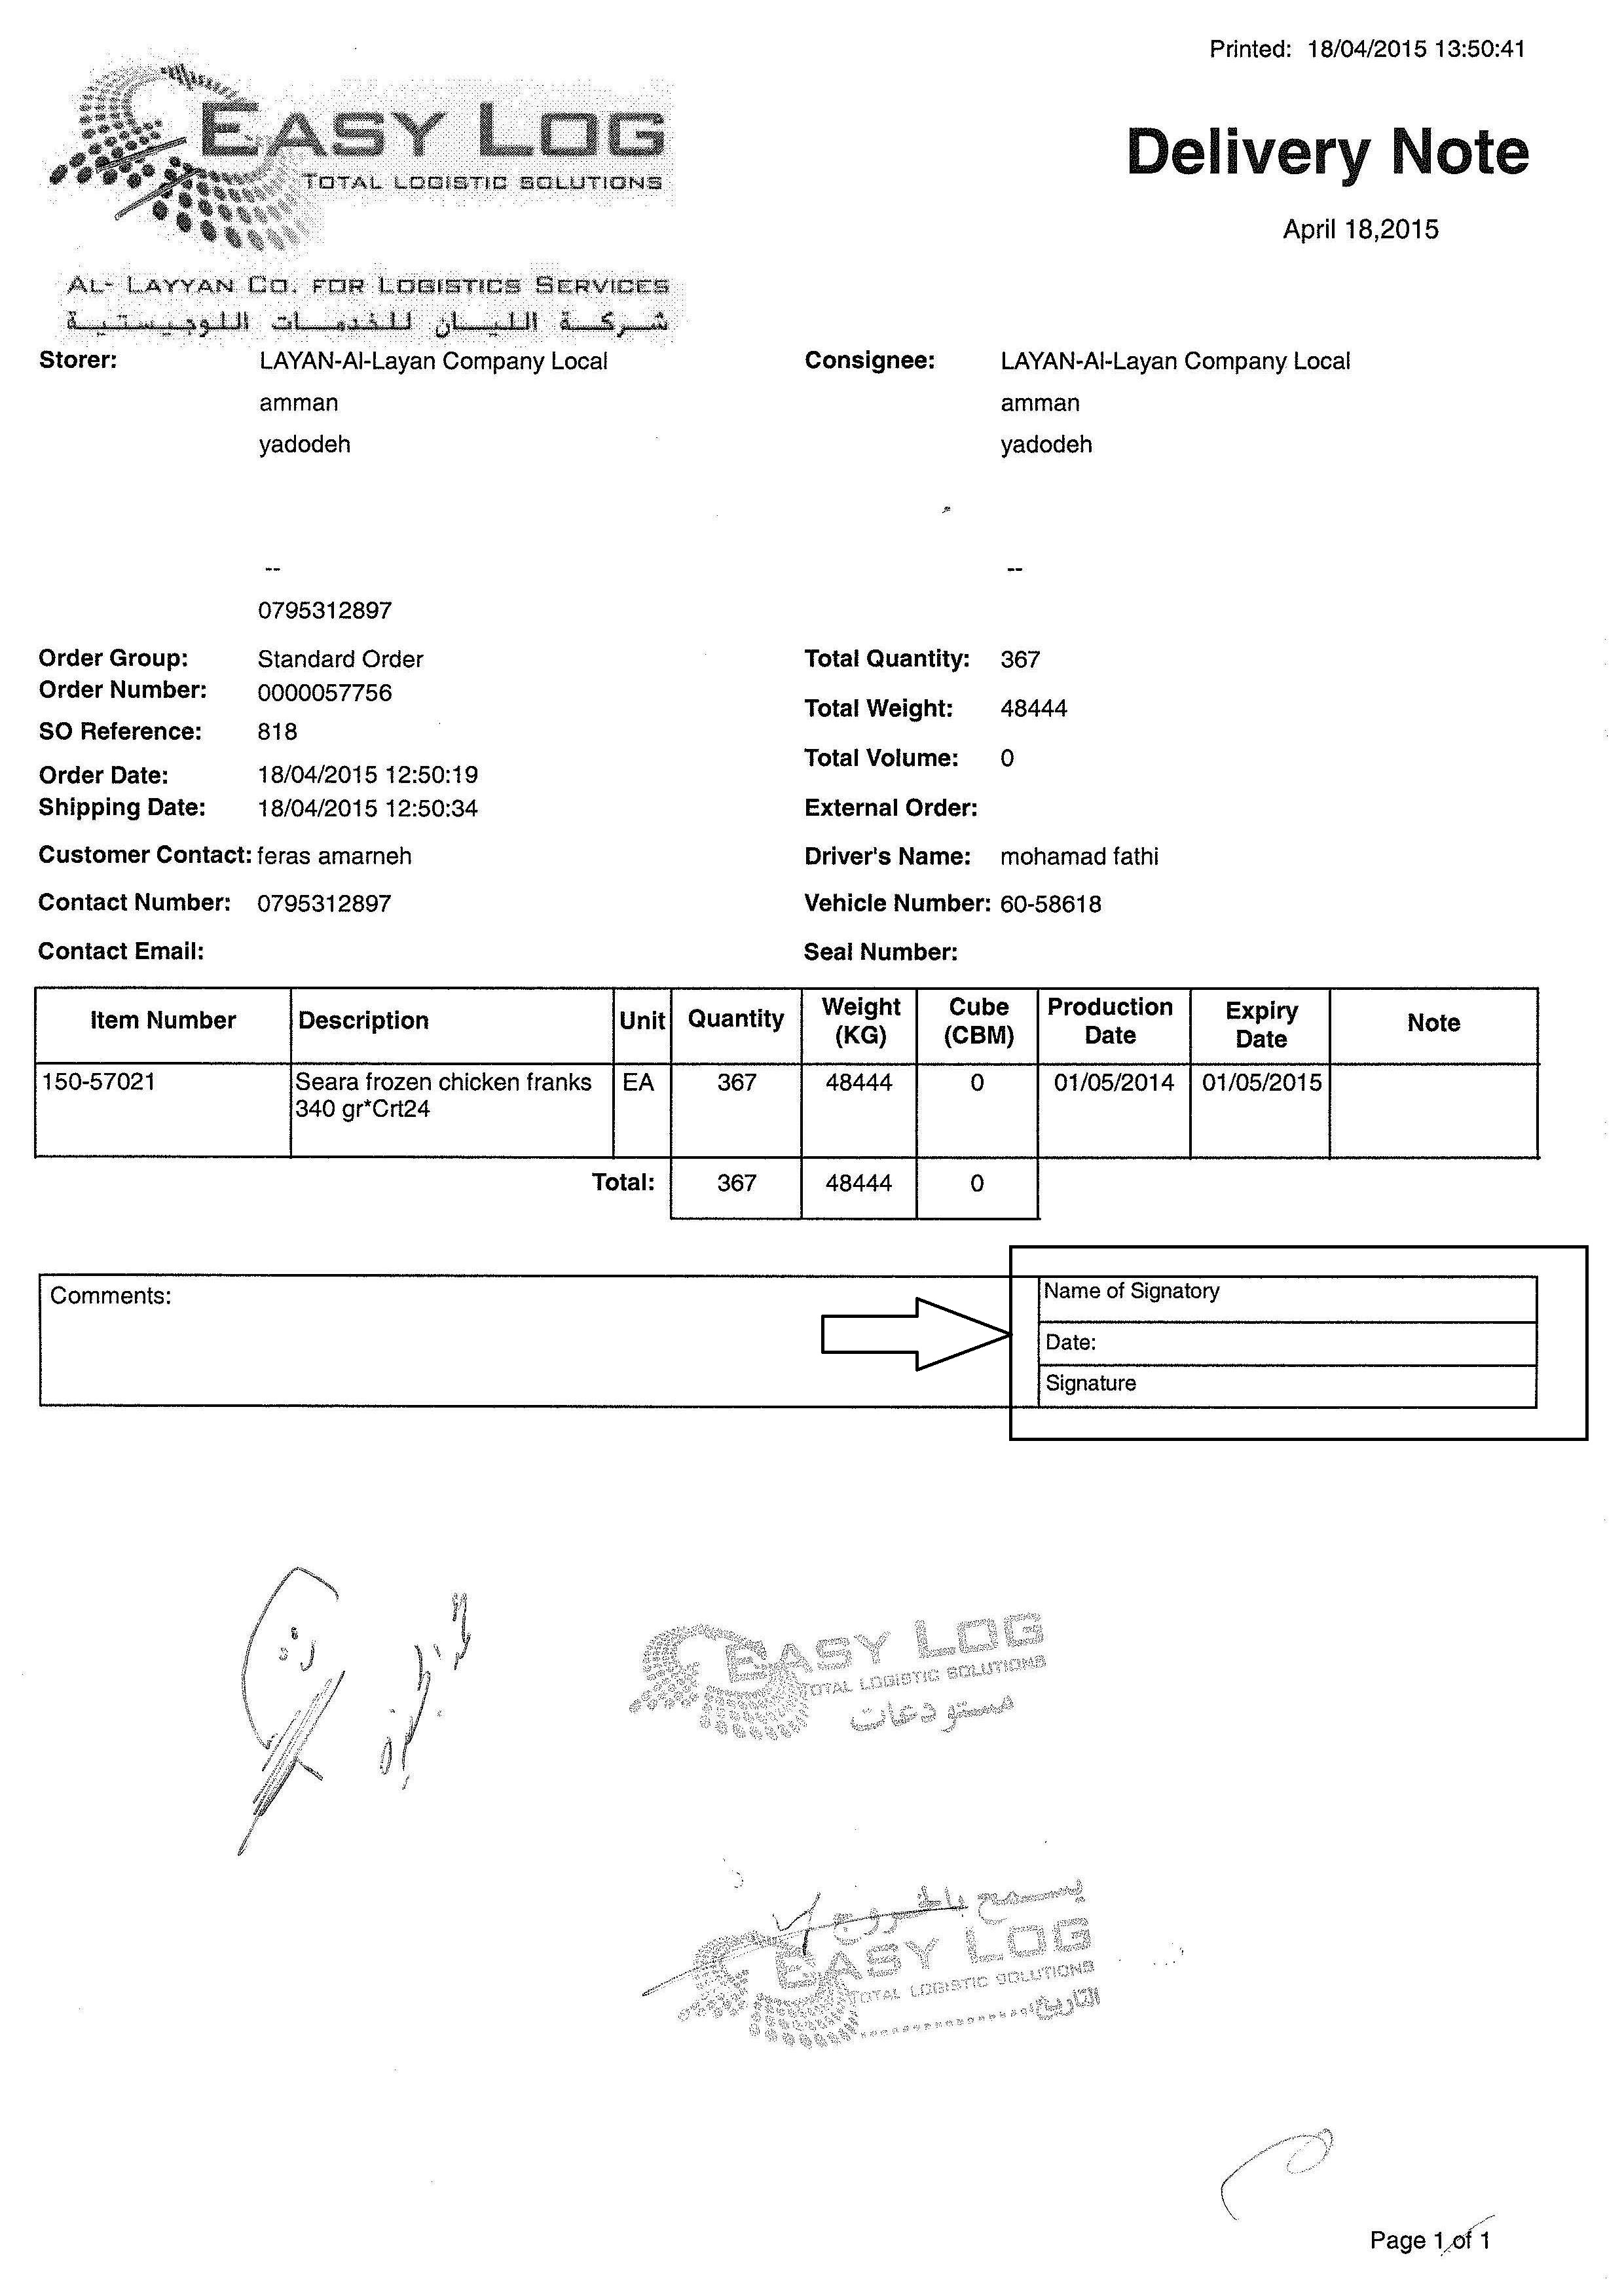 Printed: 18/04/2015 13:50:41
EASY LOG
TOTAL LOGISTIC SOLUTIONS
Delivery Note
April 18,2015
AL- LAYYAN CO. FOR LOGISTICS SERVICES
شركة الليان للخدمات اللوجيستية
Storer: LAYAN-Al-Layan Company Local
amman
yadodeh
--
0795312897
Consignee: LAYAN-Al-Layan Company Local
amman
yadodeh
--
Order Group: Standard Order
Order Number: 0000057756
SO Reference: 818
Order Date: 18/04/2015 12:50:19
Shipping Date: 18/04/2015 12:50:34
Customer Contact: feras amarneh
Contact Number: 0795312897
Contact Email:
Total Quantity: 367
Total Weight: 48444
Total Volume: 0
External Order:
Driver's Name: mohamad fathi
Vehicle Number: 60-58618
Seal Number:
Item Number Description Unit Quantity Weight (KG) Cube (CBM) Production Date Expiry Date Note
150-57021 Seara frozen chicken franks EA 367 48444 0 01/05/2014 01/05/2015
340 gr*Crt24
Total: 367 48444 0
Comments:
Name of Signatory
Date:
Signature
EASY LOG
TOTAL LOGISTIC SOLUTIONS
مستودعات
يسمح بالخروج
EASY LOG
TOTAL LOGISTIC SOLUTIONS
التاريخ
Page 1 of 1